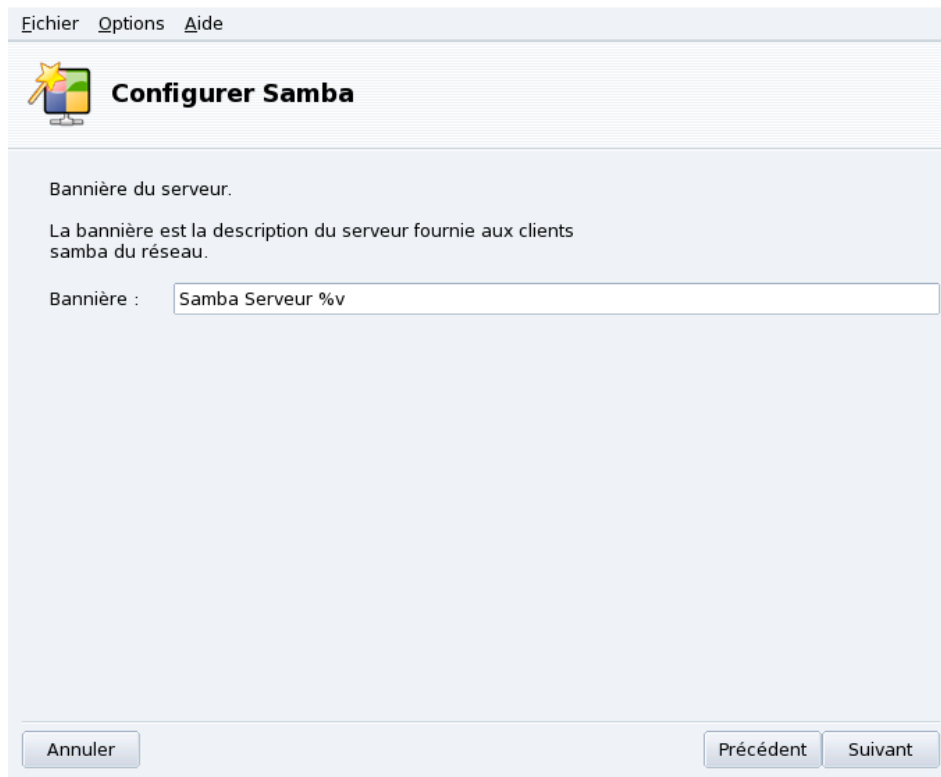 Fichier Options Aide
Configurer Samba
Bannière du serveur.
La bannière est la description du serveur fournie aux clients
samba du réseau.
Bannière : Samba Serveur %v
Annuler Précédent Suivant